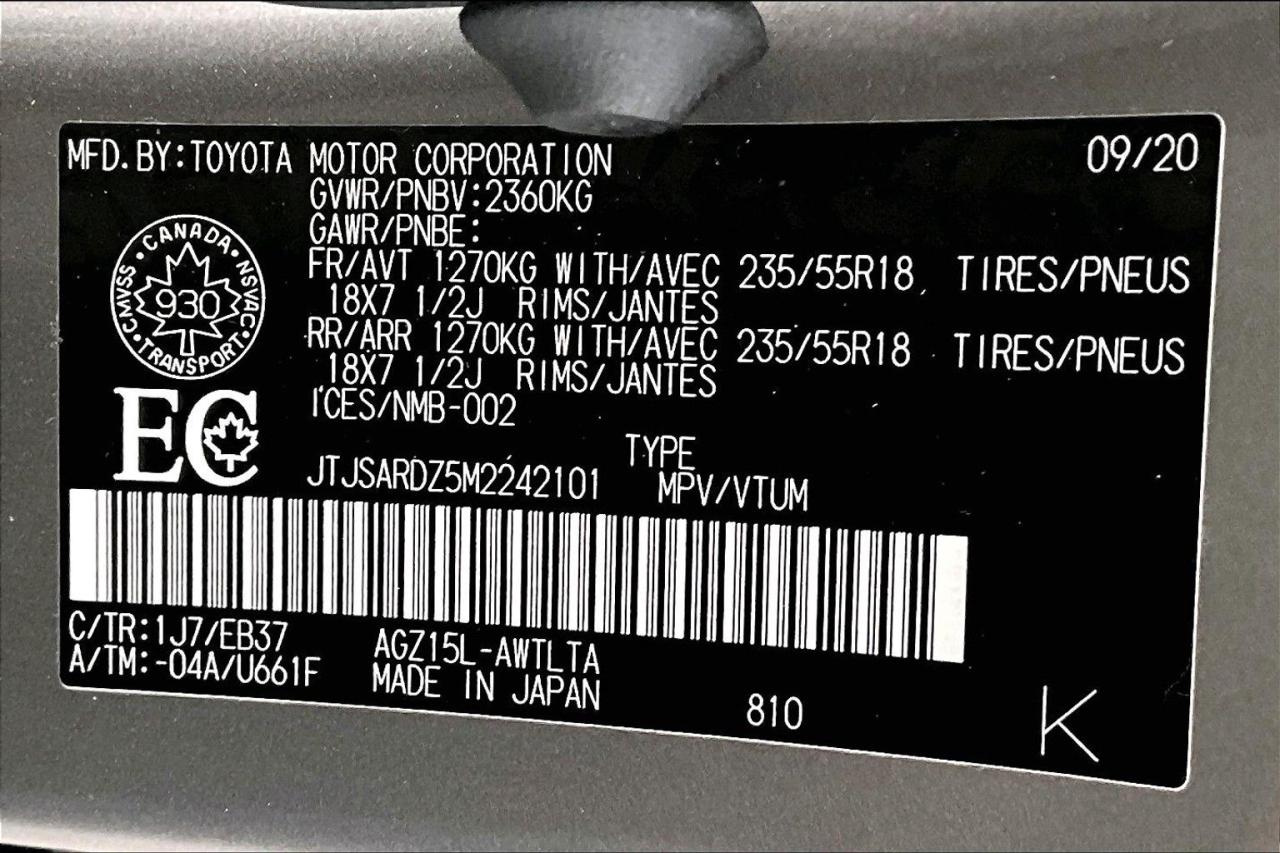 MFD. BY:TOYOTA MOTOR CORPORATION 09/20
GVWR/PNBV:2360KG
GAWR/PNBE:
FR/AVT 1270KG WITH/AVEC 235/55R18, TIRES/PNEUS
18X7 1/2J RIMS/JANTES
RR/ARR 1270KG WITH/AVEC 235/55R18 TIRES/PNEUS
18X7 1/2J RIMS/JANTES
ICES/NMB-002
CANADA
CMVSS 930 NSVAC
TRANSPORT
EC
TYPE
JTJSARDZ5M2242101 MPV/VTUM
C/TR:1J7/EB37 AGZ15L-AWTLTA
A/TM:-04A/U661F MADE IN JAPAN
810 K